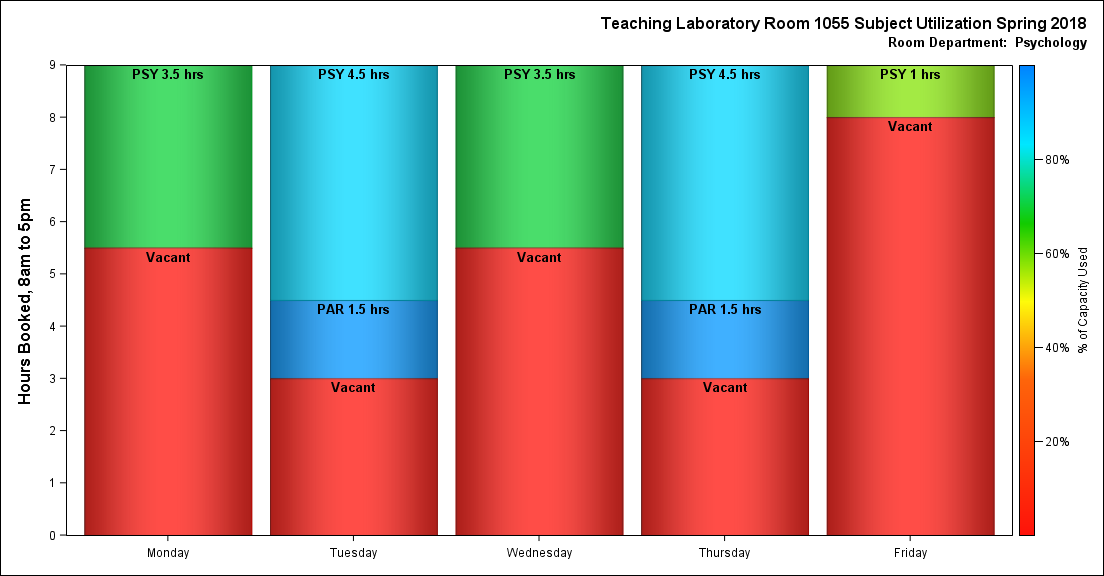 Teaching Laboratory Room 1055 Subject Utilization Spring 2018
Room Department: Psychology
Hours Booked, 8am to 5pm
9
8
7
6
5
4
3
2
1
0
PSY 3.5 hrs
Vacant
PSY 4.5 hrs
PAR 1.5 hrs
Vacant
PSY 3.5 hrs
Vacant
PSY 4.5 hrs
PAR 1.5 hrs
Vacant
PSY 1 hrs
Vacant
Monday
Tuesday
Wednesday
Thursday
Friday
80%
60%
40%
20%
% of Capacity Used